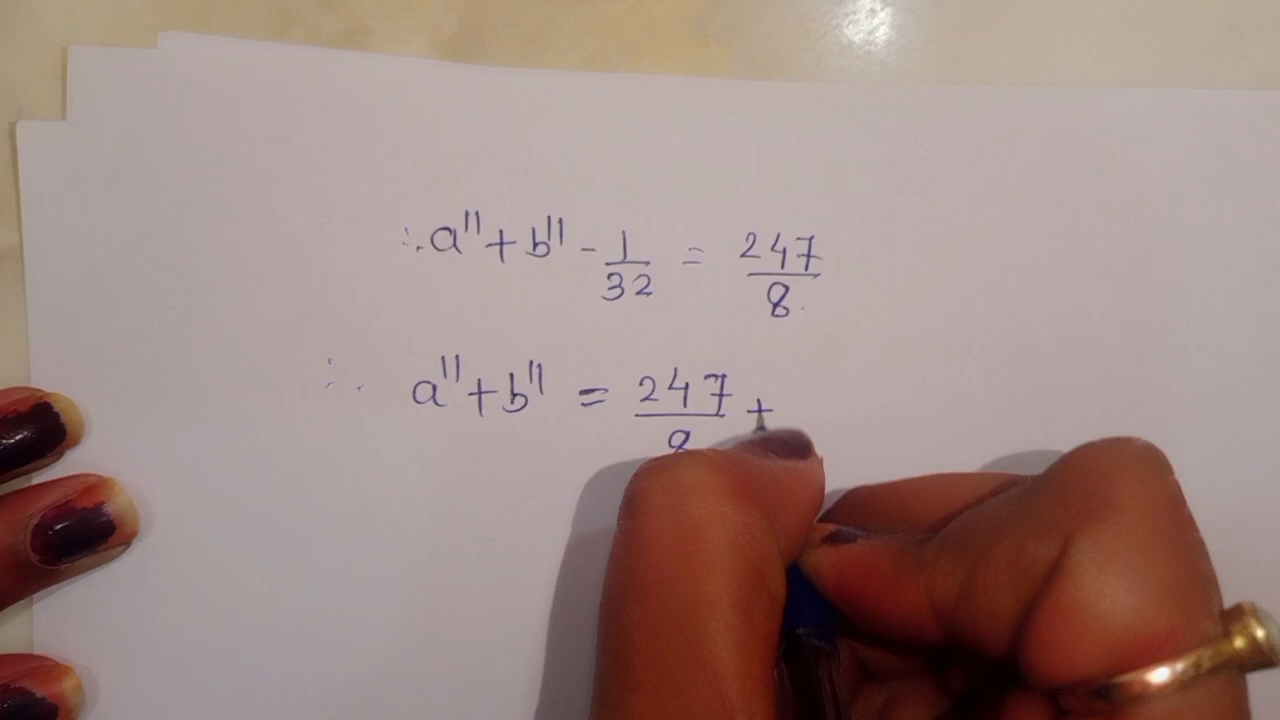 ∴ a¹¹ + b¹¹ - 1/32 = 247/8
∴ a¹¹ + b¹¹ = 247/8 +